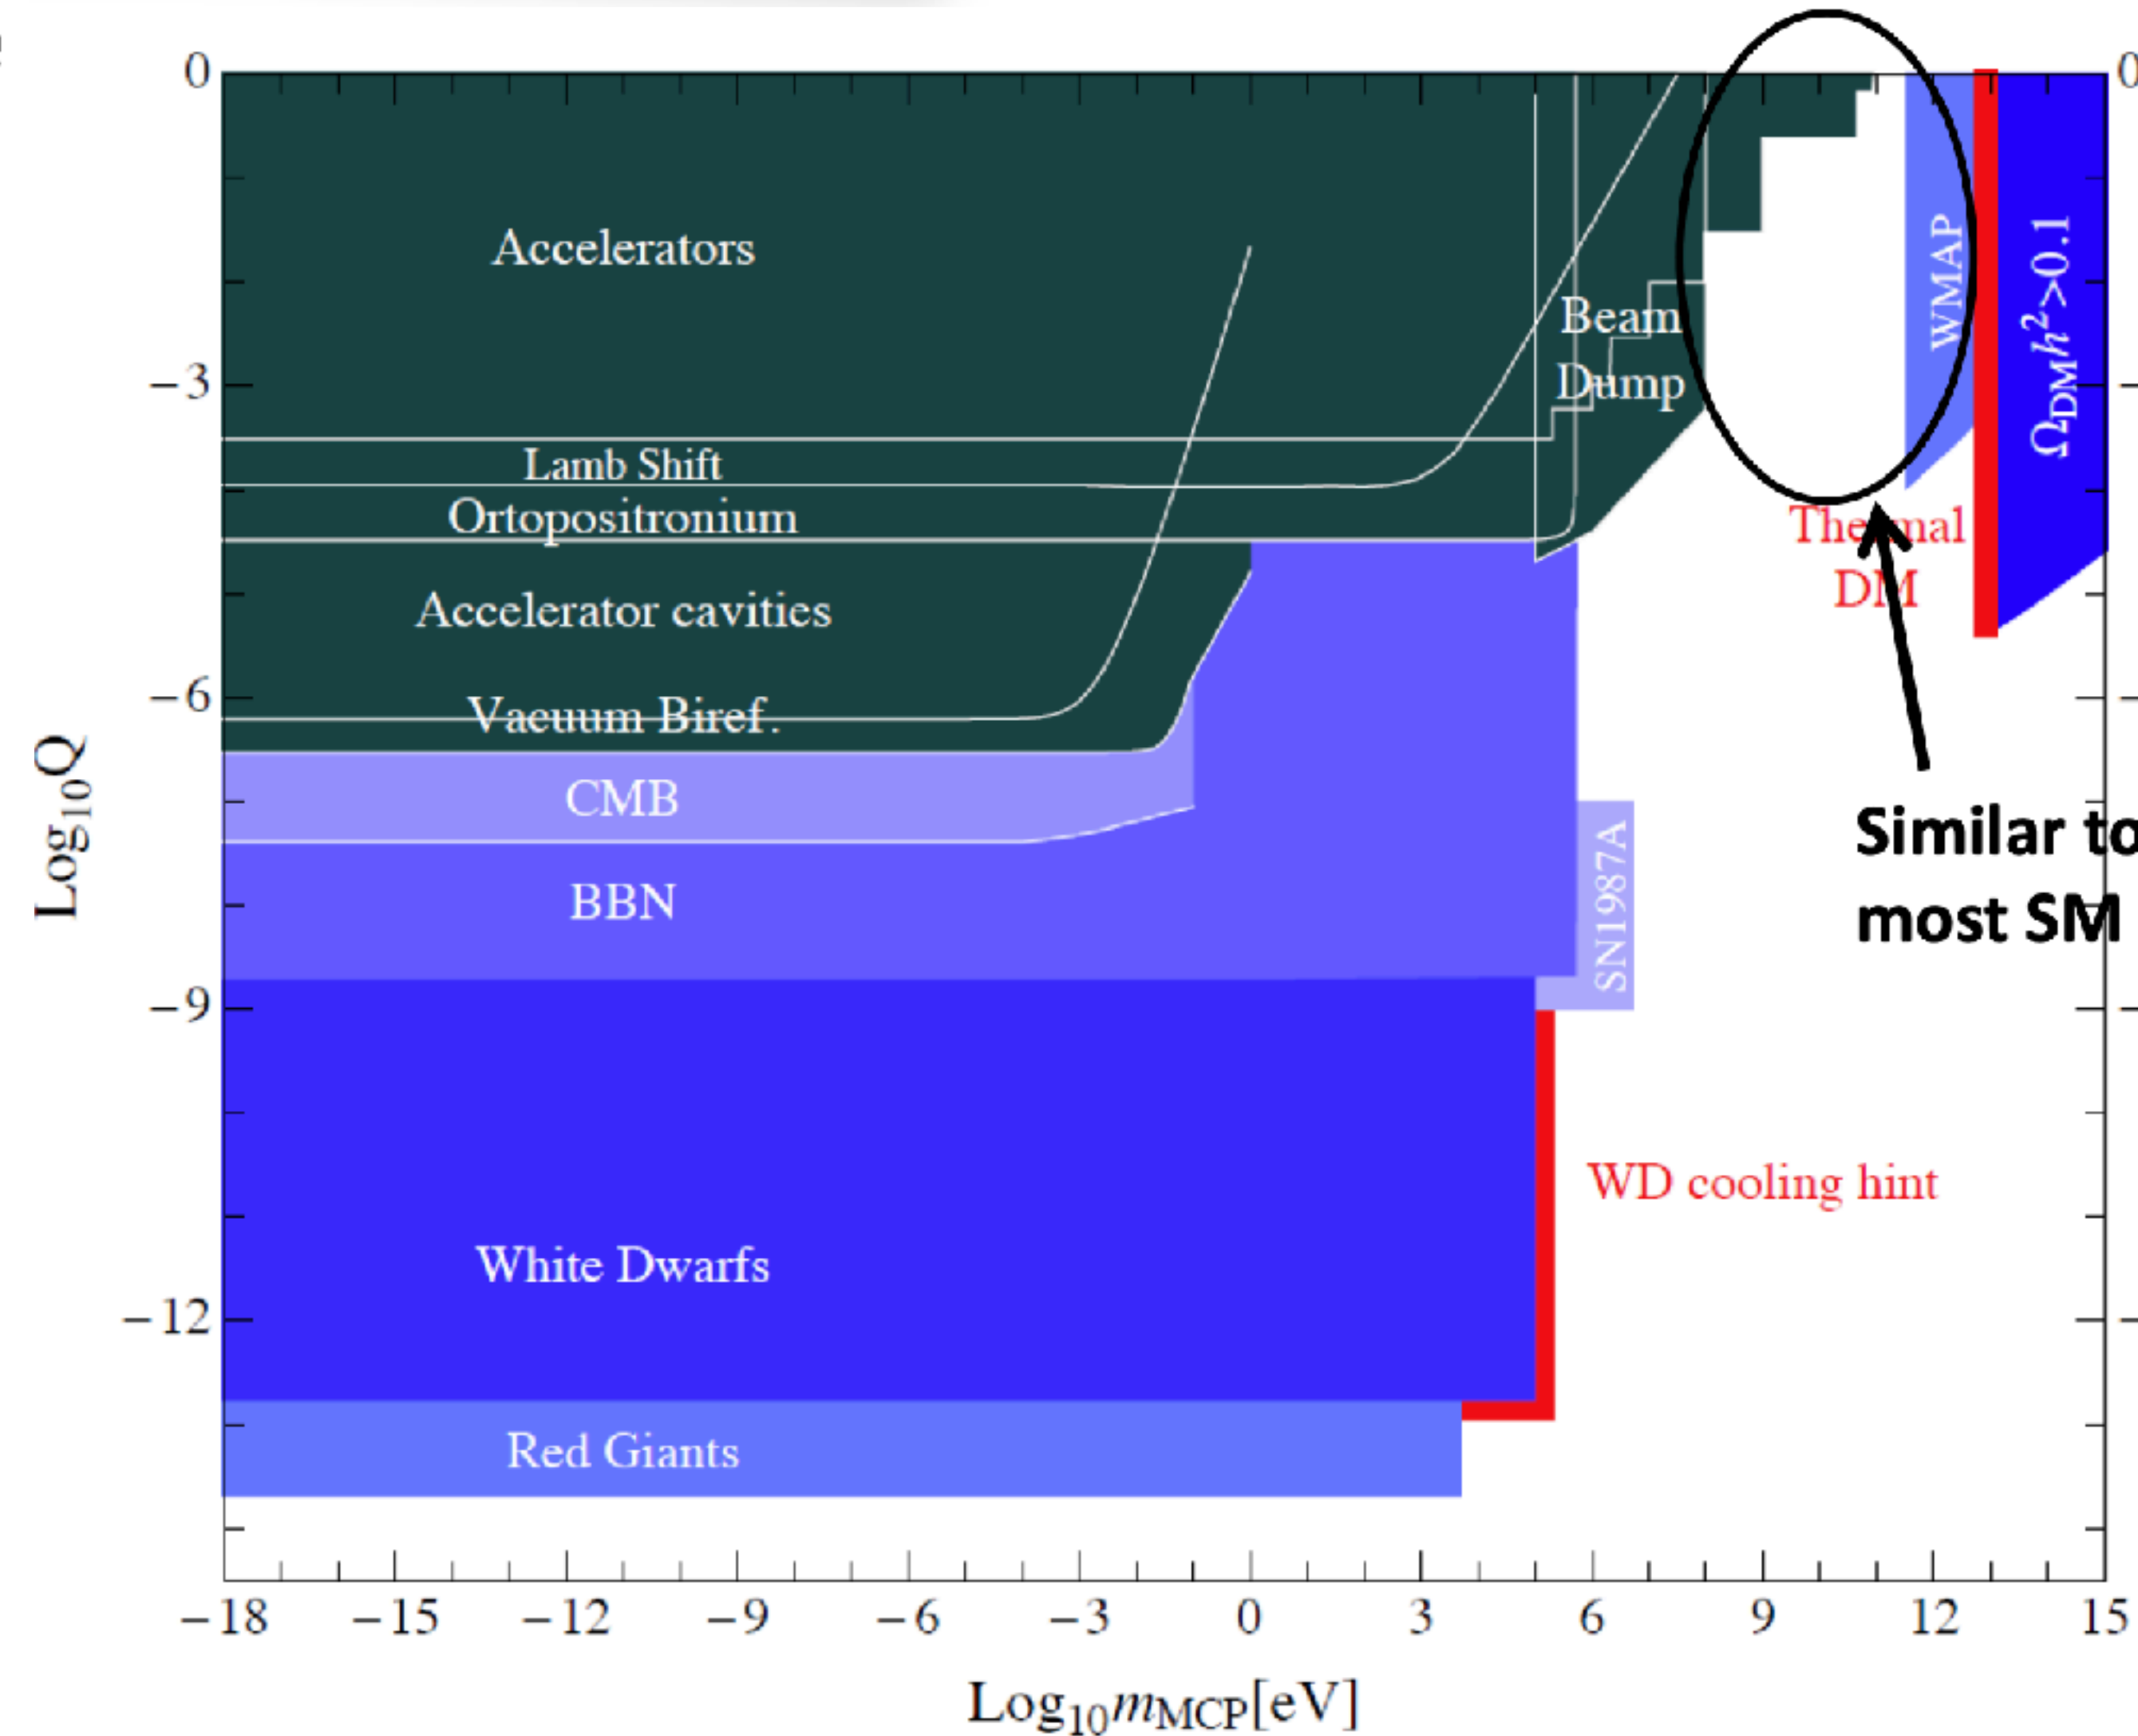 0
0
Accelerators
WMAP
Ω_DM h²>0.1
Beam
−3
Dump
Lamb Shift
Ortopositronium
Thermal
DM
Accelerator cavities
−6
Vacuum Biref.
Log₁₀Q
CMB
Similar to
BBN
SN1987A
most SM
−9
WD cooling hint
White Dwarfs
−12
Red Giants
−18 −15 −12 −9 −6 −3 0 3 6 9 12 15
Log₁₀m_MCP[eV]